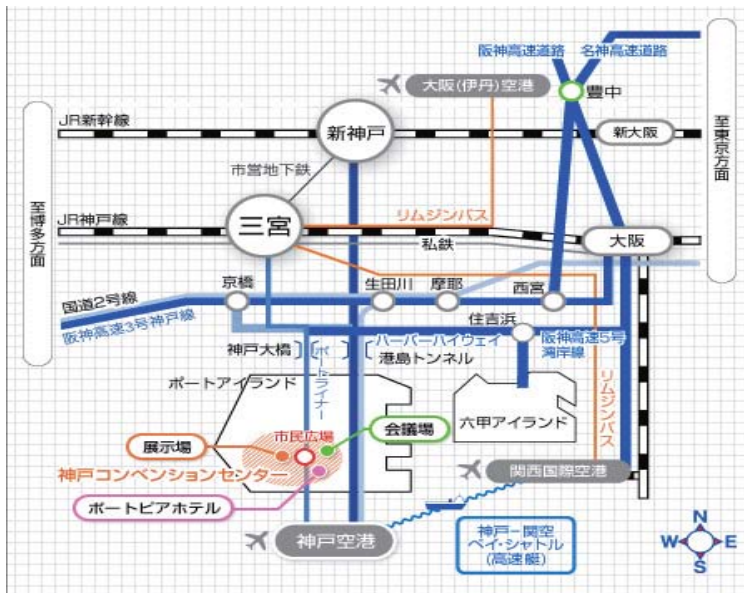 阪神高速道路
名神高速道路
大阪(伊丹)空港
豊中
至東京方面
至博多方面
JR新幹線
新神戸
新大阪
市営地下鉄
JR神戸線
三宮
リムジンバス
私鉄
大阪
京橋
生田川
摩耶
西宮
国道2号線
阪神高速3号神戸線
住吉浜
神戸大橋
ポートライナー
ハーバーハイウェイ
港島トンネル
阪神高速5号
湾岸線
ポートアイランド
六甲アイランド
リムジンバス
市民広場
会議場
展示場
神戸コンベンションセンター
関西国際空港
ポートピアホテル
神戸空港
神戸-関空
ベイ・シャトル
(高速艇)
N
W
E
S